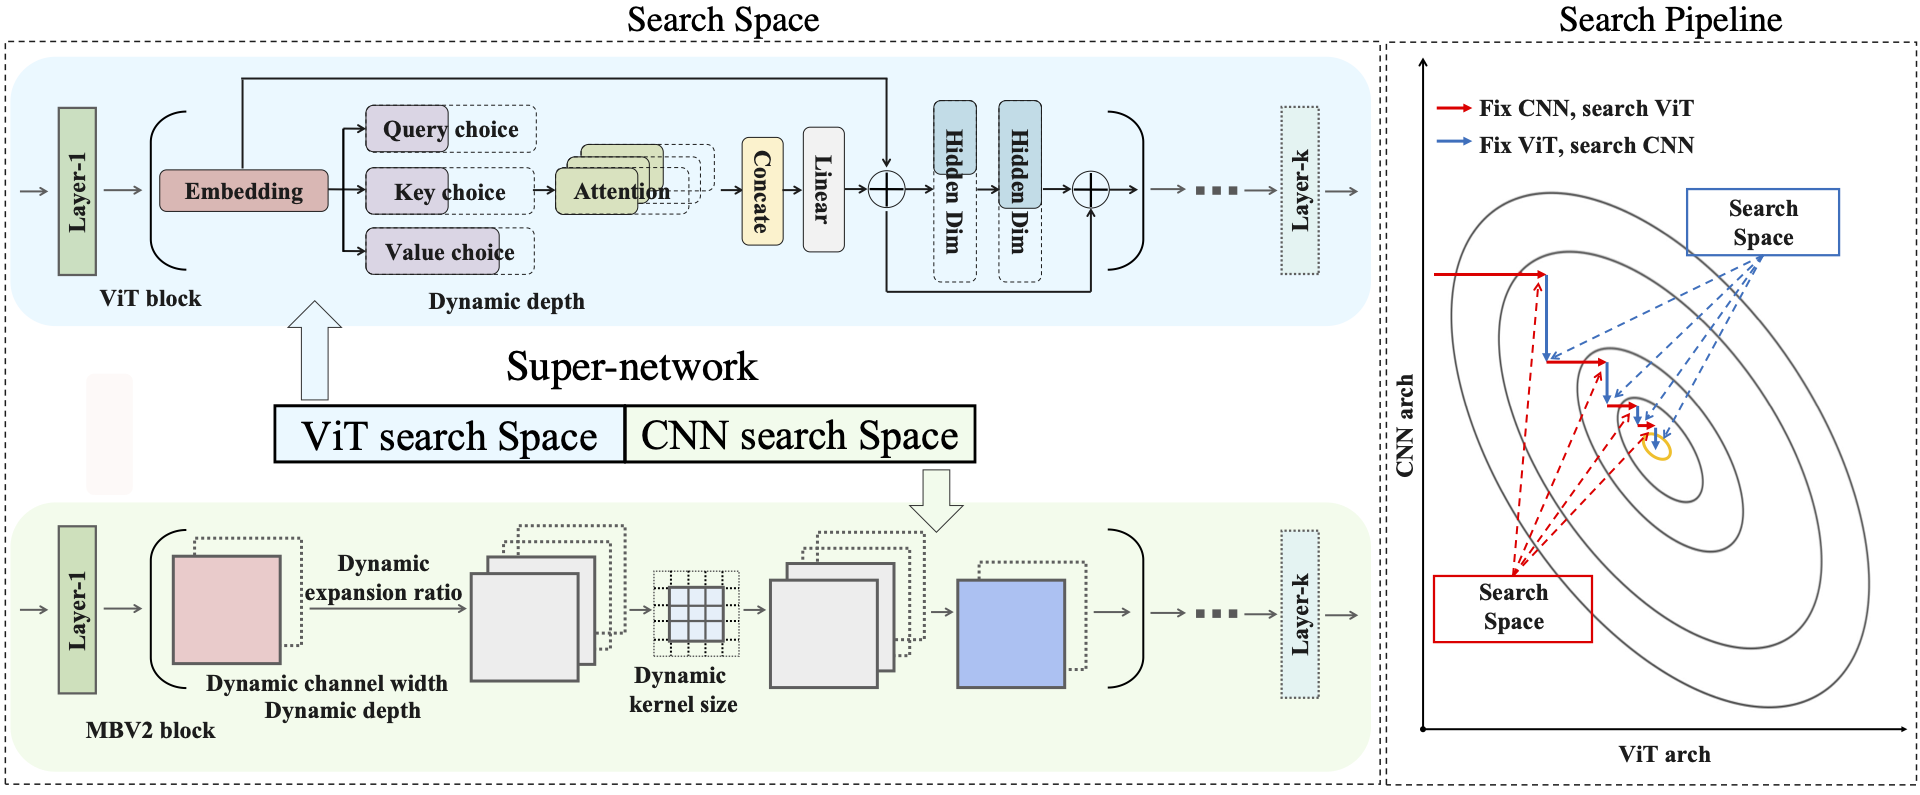 Search Space
Layer-1
Embedding
Query choice
Key choice
Value choice
Attention
Concate
Linear
Hidden Dim
Hidden Dim
Layer-k
ViT block
Dynamic depth
Super-network
ViT search Space
CNN search Space
Layer-1
Dynamic
expansion ratio
Dynamic channel width
Dynamic depth
Dynamic
kernel size
Layer-k
MBV2 block
Search Pipeline
Fix CNN, search ViT
Fix ViT, search CNN
Search
Space
CNN arch
Search
Space
ViT arch